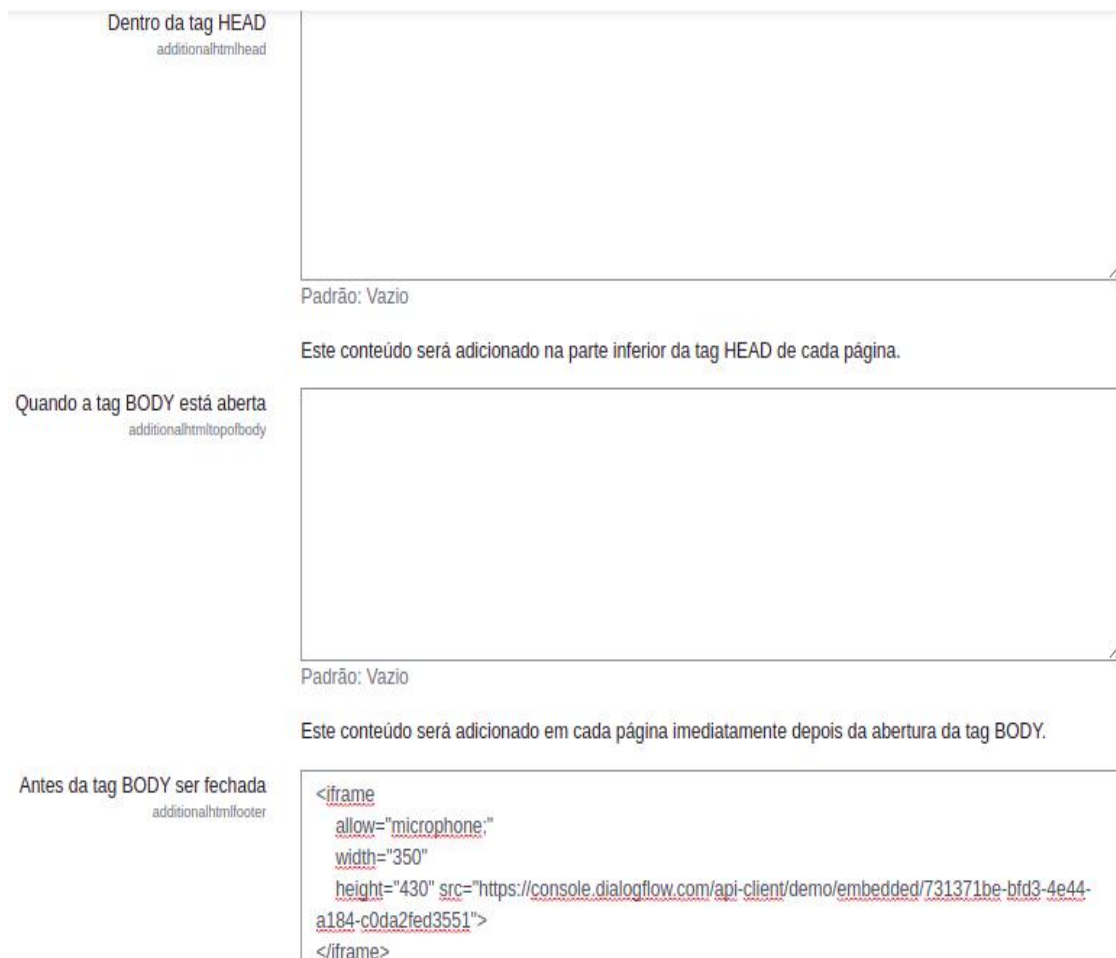 Dentro da tag HEAD
additionalhtmlhead
Padrão: Vazio
Este conteúdo será adicionado na parte inferior da tag HEAD de cada página.
Quando a tag BODY está aberta
additionalhtmltopofbody
Padrão: Vazio
Este conteúdo será adicionado em cada página imediatamente depois da abertura da tag BODY.
Antes da tag BODY ser fechada
additionalhtmlfooter
<iframe
allow="microphone;"
width="350"
height="430" src="https://console.dialogflow.com/api-client/demo/embedded/731371be-bfd3-4e44-
a184-c0da2fed3551">
</iframe>